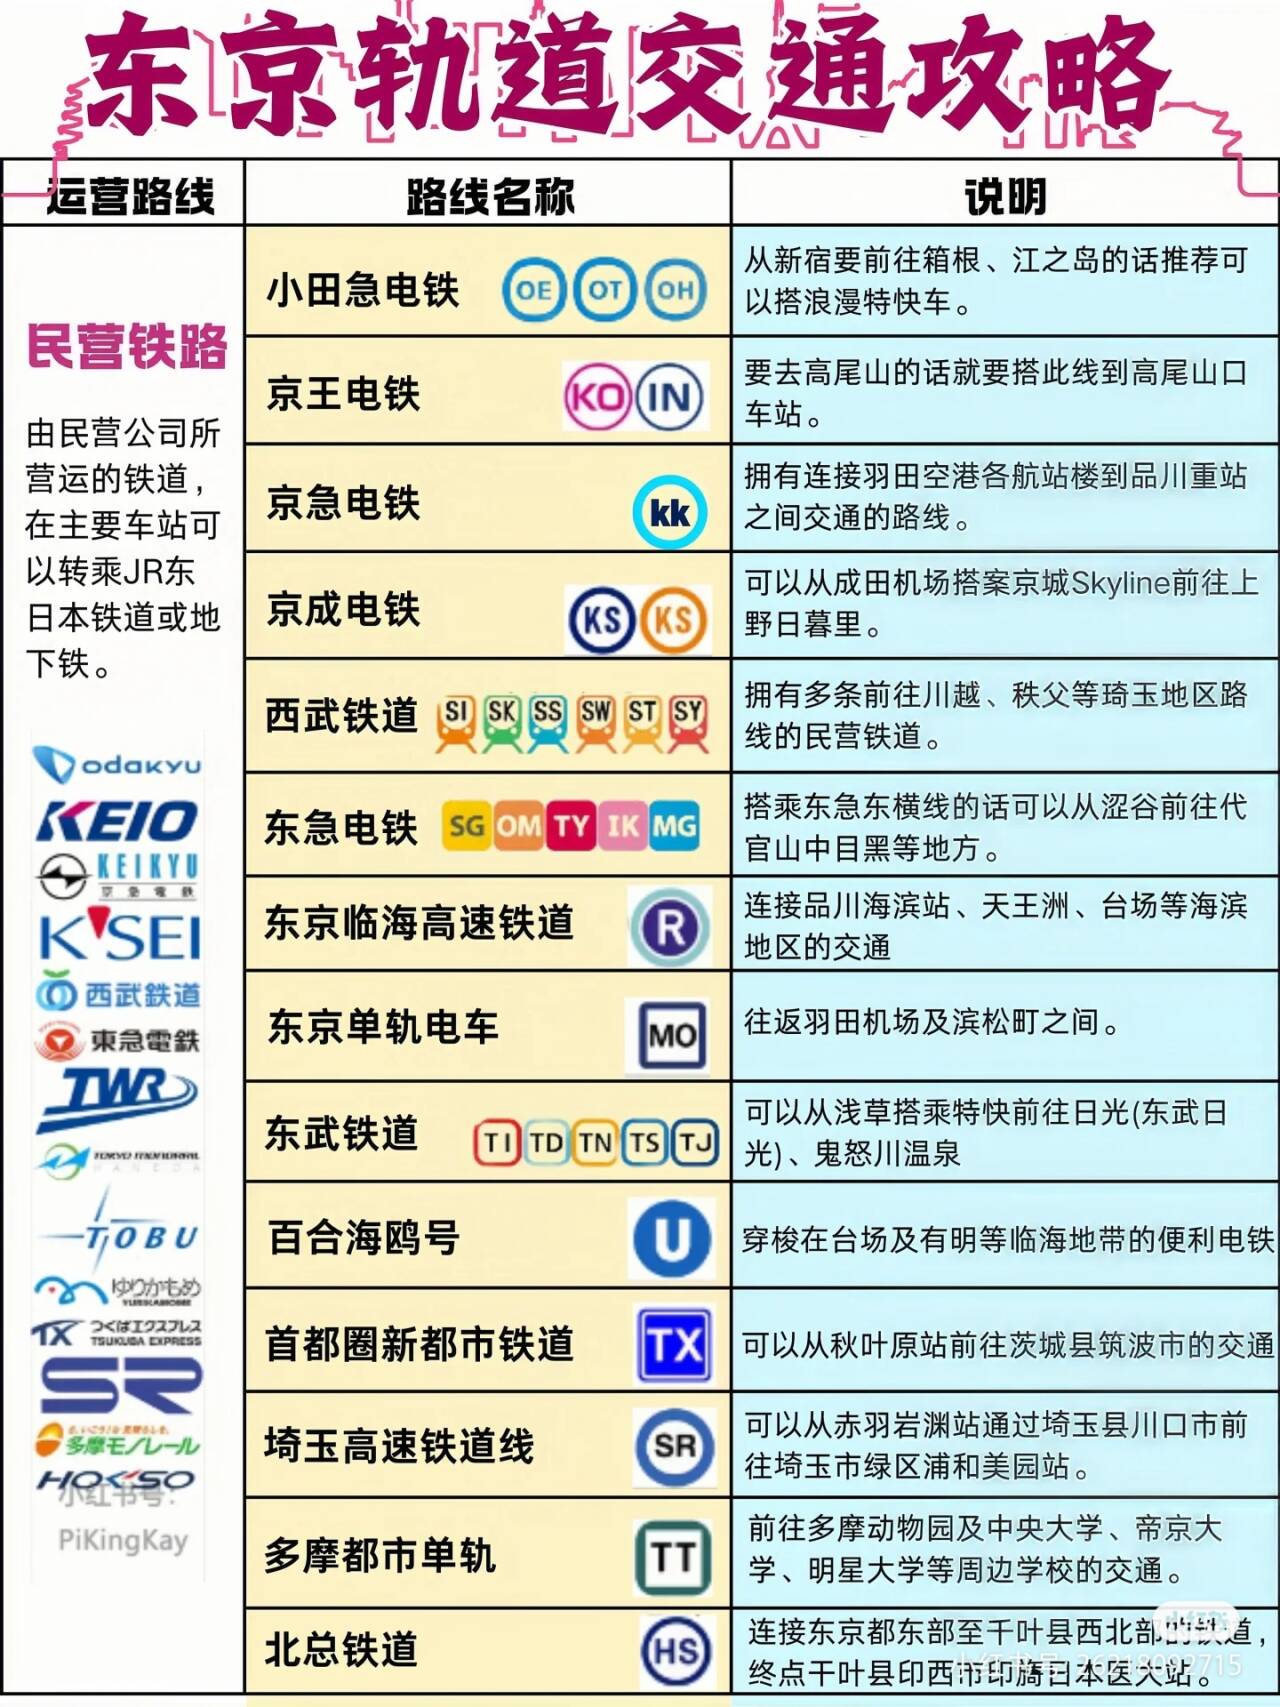 东京轨道交通攻略
运营路线
路线名称
说明
民营铁路
由民营公司所
营运的铁道，
在主要车站可
以转乘JR东
日本铁道或地
下铁。
odakyu
KEIO
KEIKYU
京急電鉄
K'SEI
西武鉄道
東急電鉄
TWR
TOKYO MONORAIL
HANEDA
TOBU
ゆりかもめ
YURIKAMOME
TX つくばエクスプレス
TSUKUBA EXPRESS
SR
多摩モノレール
HOKSO
小红书号：
PiKingKay
小田急电铁 OE OT OH
从新宿要前往箱根、江之岛的话推荐可
以搭浪漫特快车。
京王电铁 KO IN
要去高尾山的话就要搭此线到高尾山口
车站。
京急电铁 kk
拥有连接羽田空港各航站楼到品川重站
之间交通的路线。
京成电铁 KS KS
可以从成田机场搭案京城Skyline前往上
野日暮里。
西武铁道 SI SK SS SW ST SY
拥有多条前往川越、秩父等琦玉地区路
线的民营铁道。
东急电铁 SG OM TY IK MG
搭乘东急东横线的话可以从涩谷前往代
官山中目黑等地方。
东京临海高速铁道 R
连接品川海滨站、天王洲、台场等海滨
地区的交通
东京单轨电车 MO
往返羽田机场及滨松町之间。
东武铁道 TI TD TN TS TJ
可以从浅草搭乘特快前往日光(东武日
光)、鬼怒川温泉
百合海鸥号 U
穿梭在台场及有明等临海地带的便利电铁
首都圈新都市铁道 TX
可以从秋叶原站前往茨城县筑波市的交通
埼玉高速铁道线 SR
可以从赤羽岩渊站通过埼玉县川口市前
往埼玉市绿区浦和美园站。
多摩都市单轨 TT
前往多摩动物园及中央大学、帝京大
学、明星大学等周边学校的交通。
北总铁道 HS
连接东京都东部至千叶县西北部的铁道，
终点千叶县印西市印旛日本医大站。
小红书
小红书号 26218092715